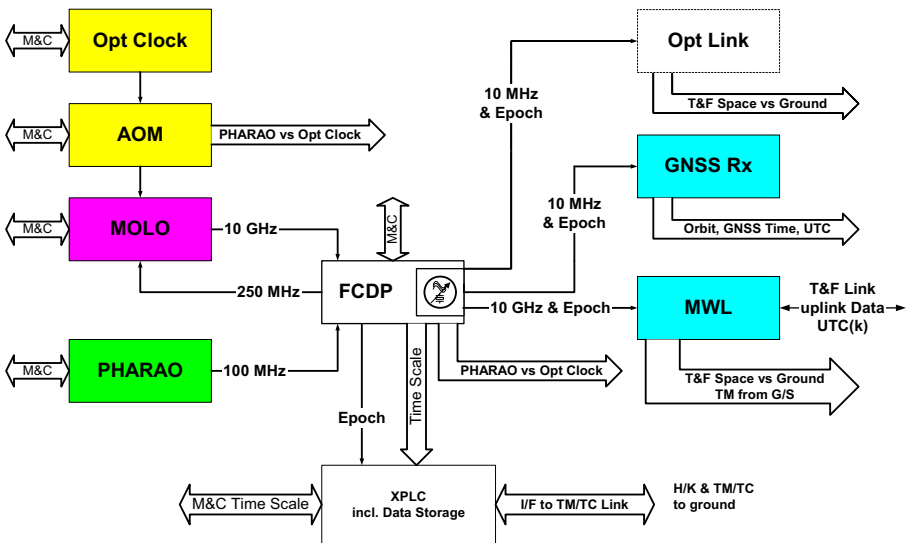 M&C
Opt Clock
M&C
AOM
PHARAO vs Opt Clock
M&C
MOLO
10 GHz
250 MHz
M&C
PHARAO
100 MHz
M&C
FCDP
10 MHz
& Epoch
Opt Link
T&F Space vs Ground
10 MHz
& Epoch
GNSS Rx
Orbit, GNSS Time, UTC
10 GHz & Epoch
MWL
T&F Link
uplink Data
UTC(k)
T&F Space vs Ground
TM from G/S
PHARAO vs Opt Clock
Time Scale
Epoch
M&C Time Scale
XPLC
incl. Data Storage
I/F to TM/TC Link
H/K & TM/TC
to ground